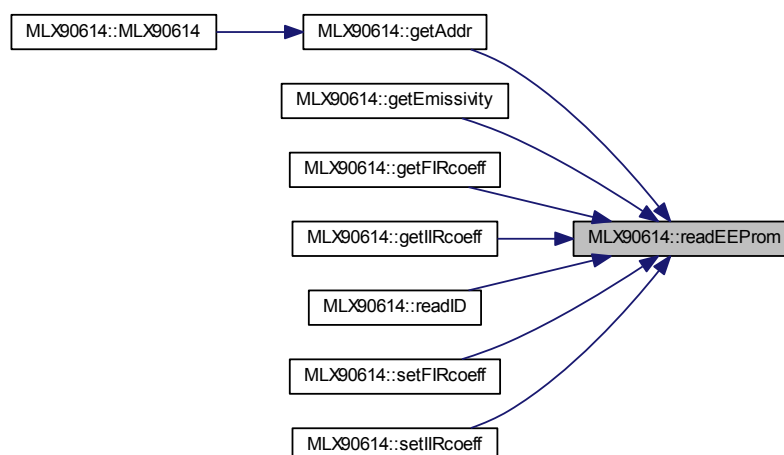 MLX90614::MLX90614
MLX90614::getAddr
MLX90614::getEmissivity
MLX90614::getFIRcoeff
MLX90614::getIIRcoeff
MLX90614::readEEProm
MLX90614::readID
MLX90614::setFIRcoeff
MLX90614::setIIRcoeff